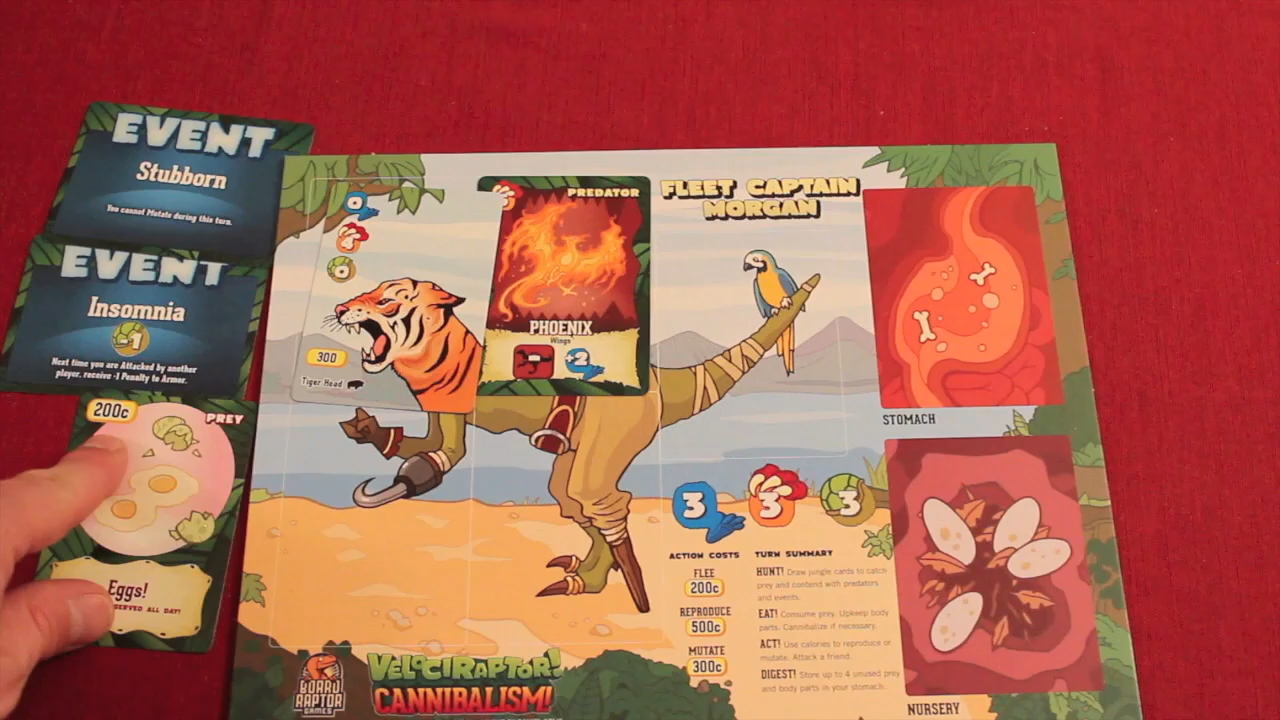 EVENT
Stubborn
You cannot Mutate during this turn.
EVENT
Insomnia
-1
Next time you are Attacked by another
player, receive -1 Penalty to Armor.
200c
PREY
Eggs!
SERVED ALL DAY!
0
4
0
300
Tiger Head
PREDATOR
PHOENIX
Wings
+2
FLEET CAPTAIN
MORGAN
STOMACH
3
3
3
ACTION COSTS
FLEE
200c
REPRODUCE
500c
MUTATE
300c
TURN SUMMARY
HUNT! Draw jungle cards to catch
prey and contend with predators
and events.
EAT! Consume prey. Upkeep body
parts. Cannibalize if necessary.
ACT! Use calories to reproduce or
mutate. Attack a friend.
DIGEST! Store up to 4 unused prey
and body parts in your stomach.
NURSERY
BOARD
RAPTOR
GAMES
VELOCIRAPTOR!
CANNIBALISM!